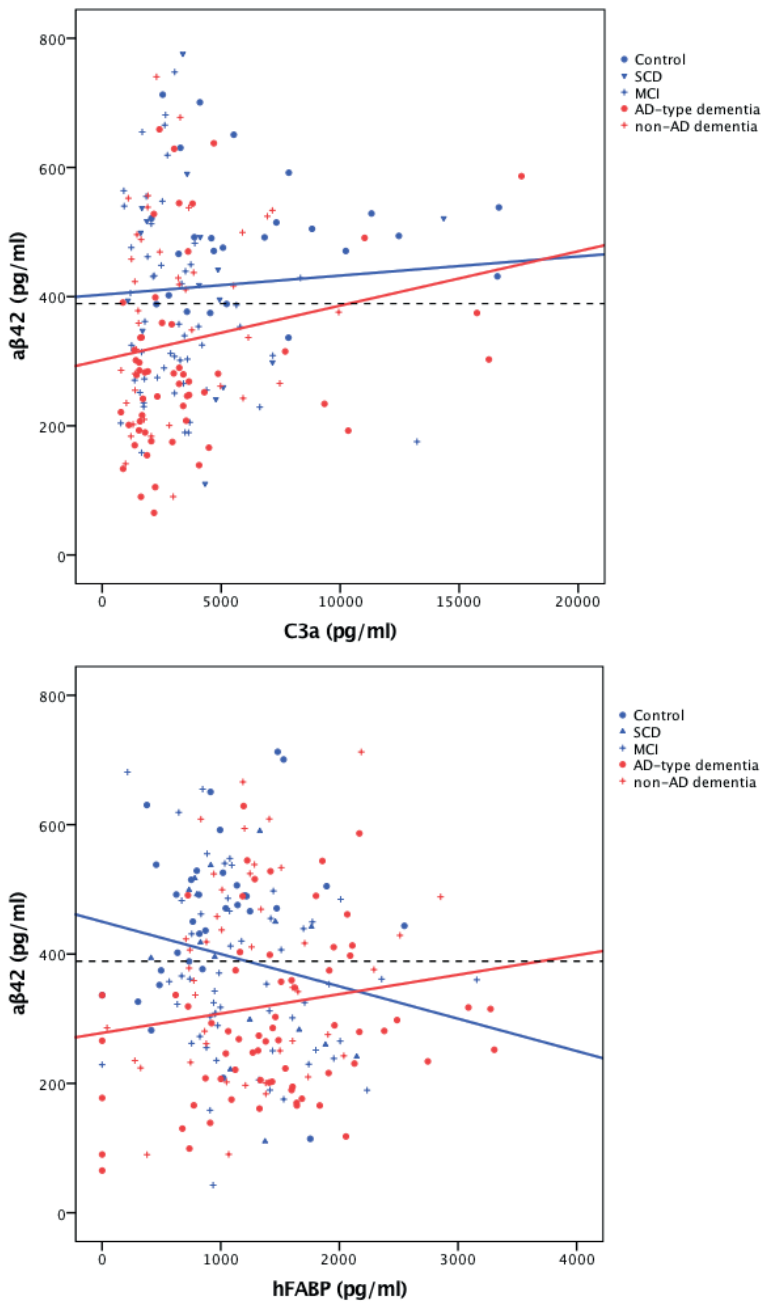 800
600
400
200
0
aβ42 (pg/ml)
0
5000
10000
15000
20000
C3a (pg/ml)
Control
SCD
MCI
AD-type dementia
non-AD dementia
800
600
400
200
0
aβ42 (pg/ml)
0
1000
2000
3000
4000
hFABP (pg/ml)
Control
SCD
MCI
AD-type dementia
non-AD dementia